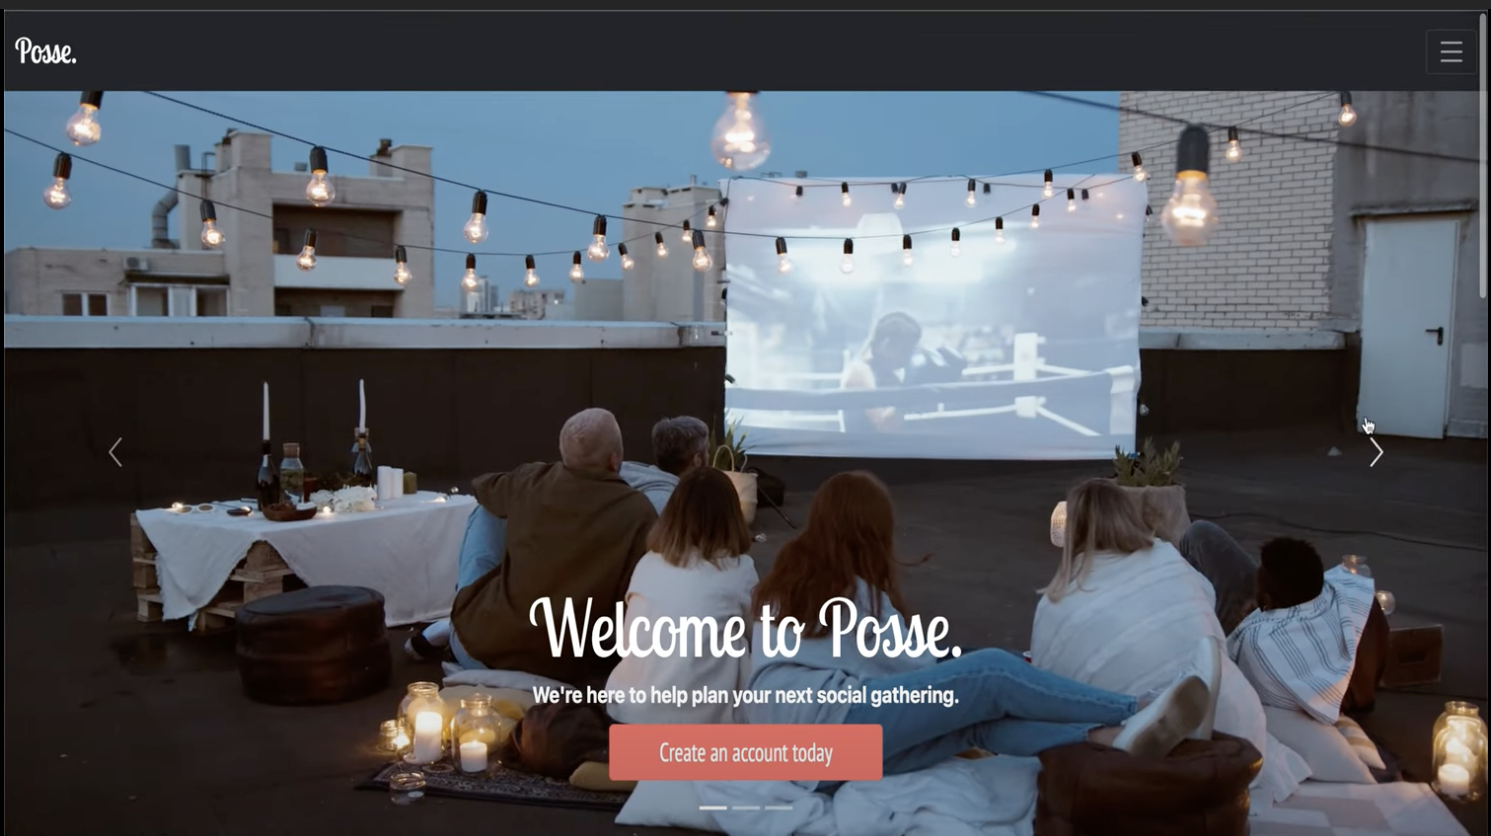 Posse.
Welcome to Posse.
We're here to help plan your next social gathering.
Create an account today